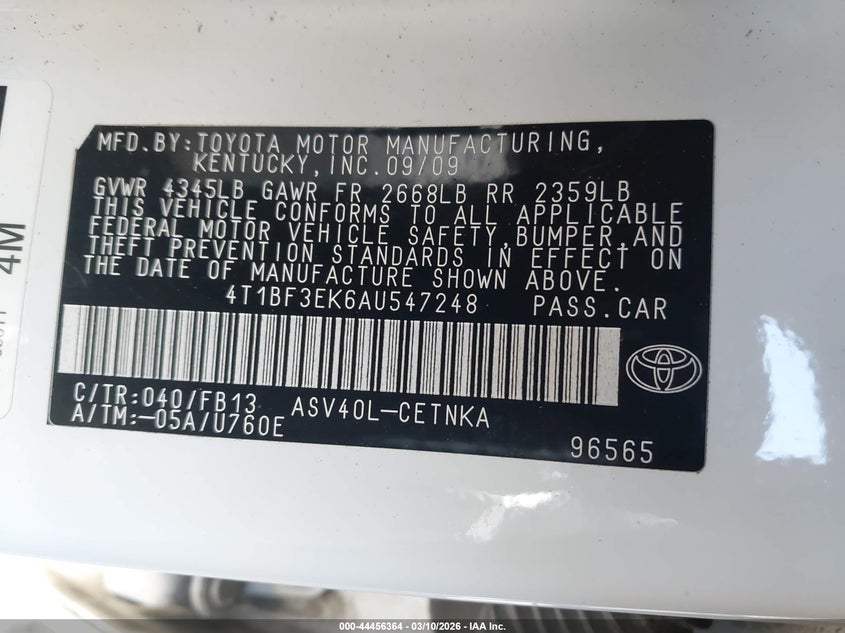 MFD.BY:TOYOTA MOTOR MANUFACTURING,
KENTUCKY,INC.09/09
GVWR 4345LB GAWR FR 2668LB RR 2359LB
THIS VEHICLE CONFORMS TO ALL APPLICABLE
FEDERAL MOTOR VEHICLE SAFETY,BUMPER,AND
THEFT PREVENTION STANDARDS IN EFFECT ON
THE DATE OF MANUFACTURE SHOWN ABOVE.
4T1BF3EK6AU547248 PASS.CAR
C/TR:040/FB13 ASV40L-CETNKA
A/TM:-05A/U760E
96565
4M
000-44456364 - 03/10/2026 - IAA Inc.